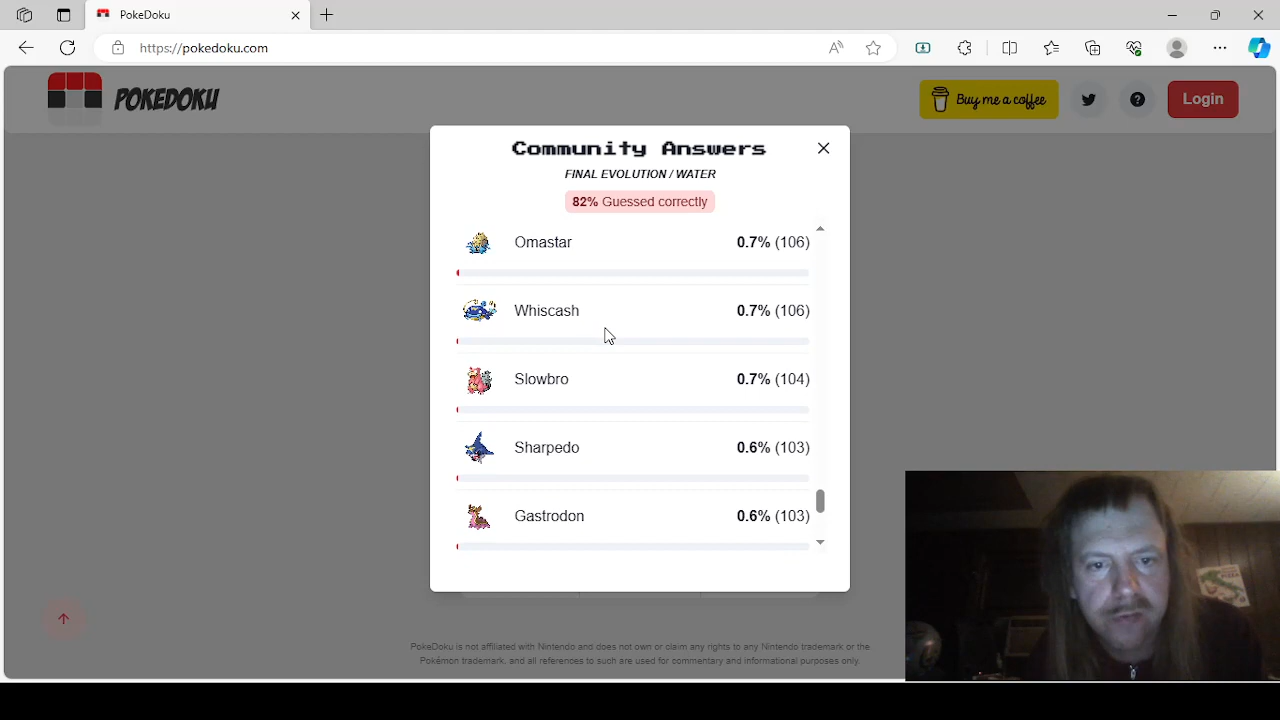 PokeDoku
https://pokedoku.com
POKEDOKU
Buy me a coffee
Login
Community Answers
FINAL EVOLUTION / WATER
82% Guessed correctly
Omastar 0.7% (106)
Whiscash 0.7% (106)
Slowbro 0.7% (104)
Sharpedo 0.6% (103)
Gastrodon 0.6% (103)
PokeDoku is not affiliated with Nintendo and does not own or claim any rights to any Nintendo trademark or the
Pokémon trademark, and all references to such are used for commentary and informational purposes only.